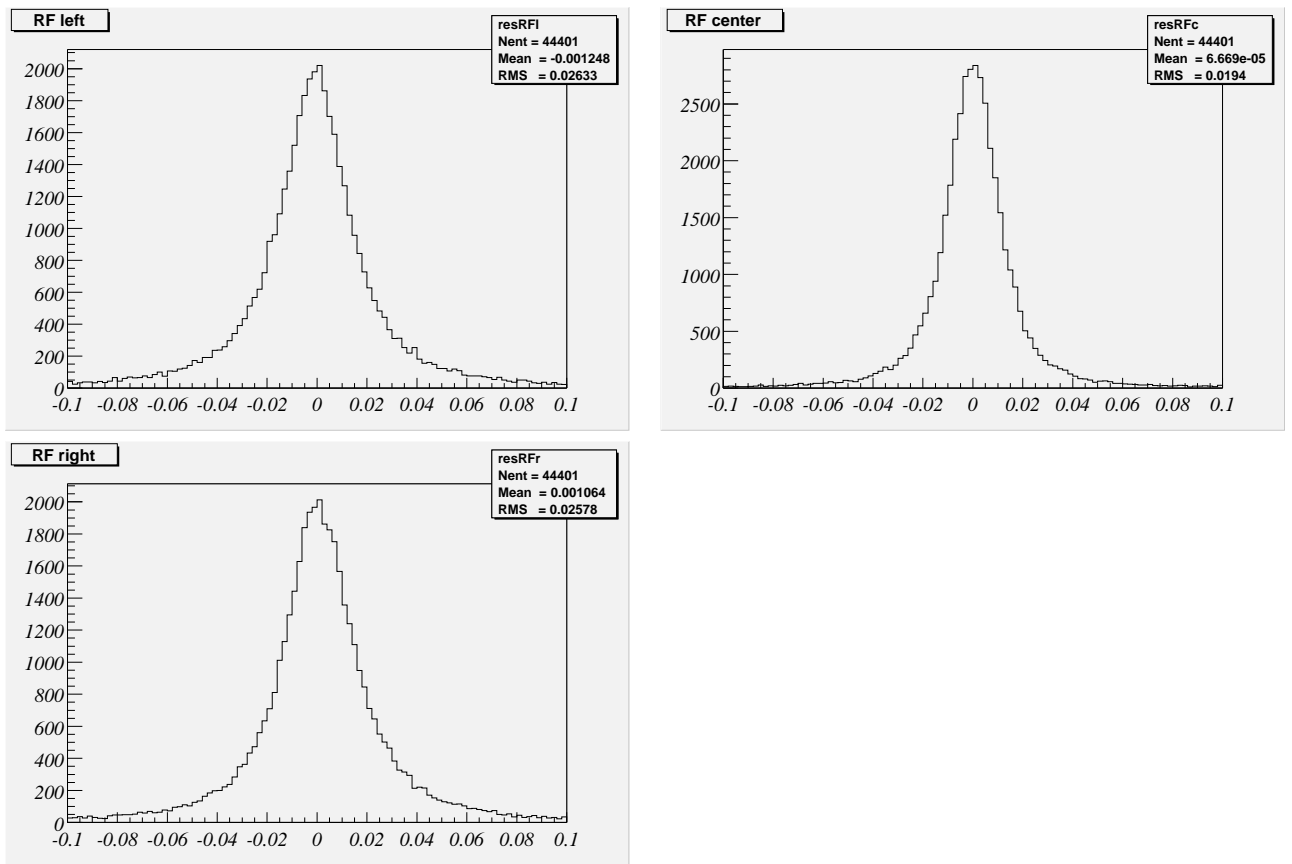 RF left
resRFl
Nent = 44401
Mean = -0.001248
RMS = 0.02633
2000
1800
1600
1400
1200
1000
800
600
400
200
0
-0.1 -0.08 -0.06 -0.04 -0.02 0 0.02 0.04 0.06 0.08 0.1
RF center
resRFc
Nent = 44401
Mean = 6.669e-05
RMS = 0.0194
2500
2000
1500
1000
500
0
-0.1 -0.08 -0.06 -0.04 -0.02 0 0.02 0.04 0.06 0.08 0.1
RF right
resRFr
Nent = 44401
Mean = 0.001064
RMS = 0.02578
2000
1800
1600
1400
1200
1000
800
600
400
200
0
-0.1 -0.08 -0.06 -0.04 -0.02 0 0.02 0.04 0.06 0.08 0.1